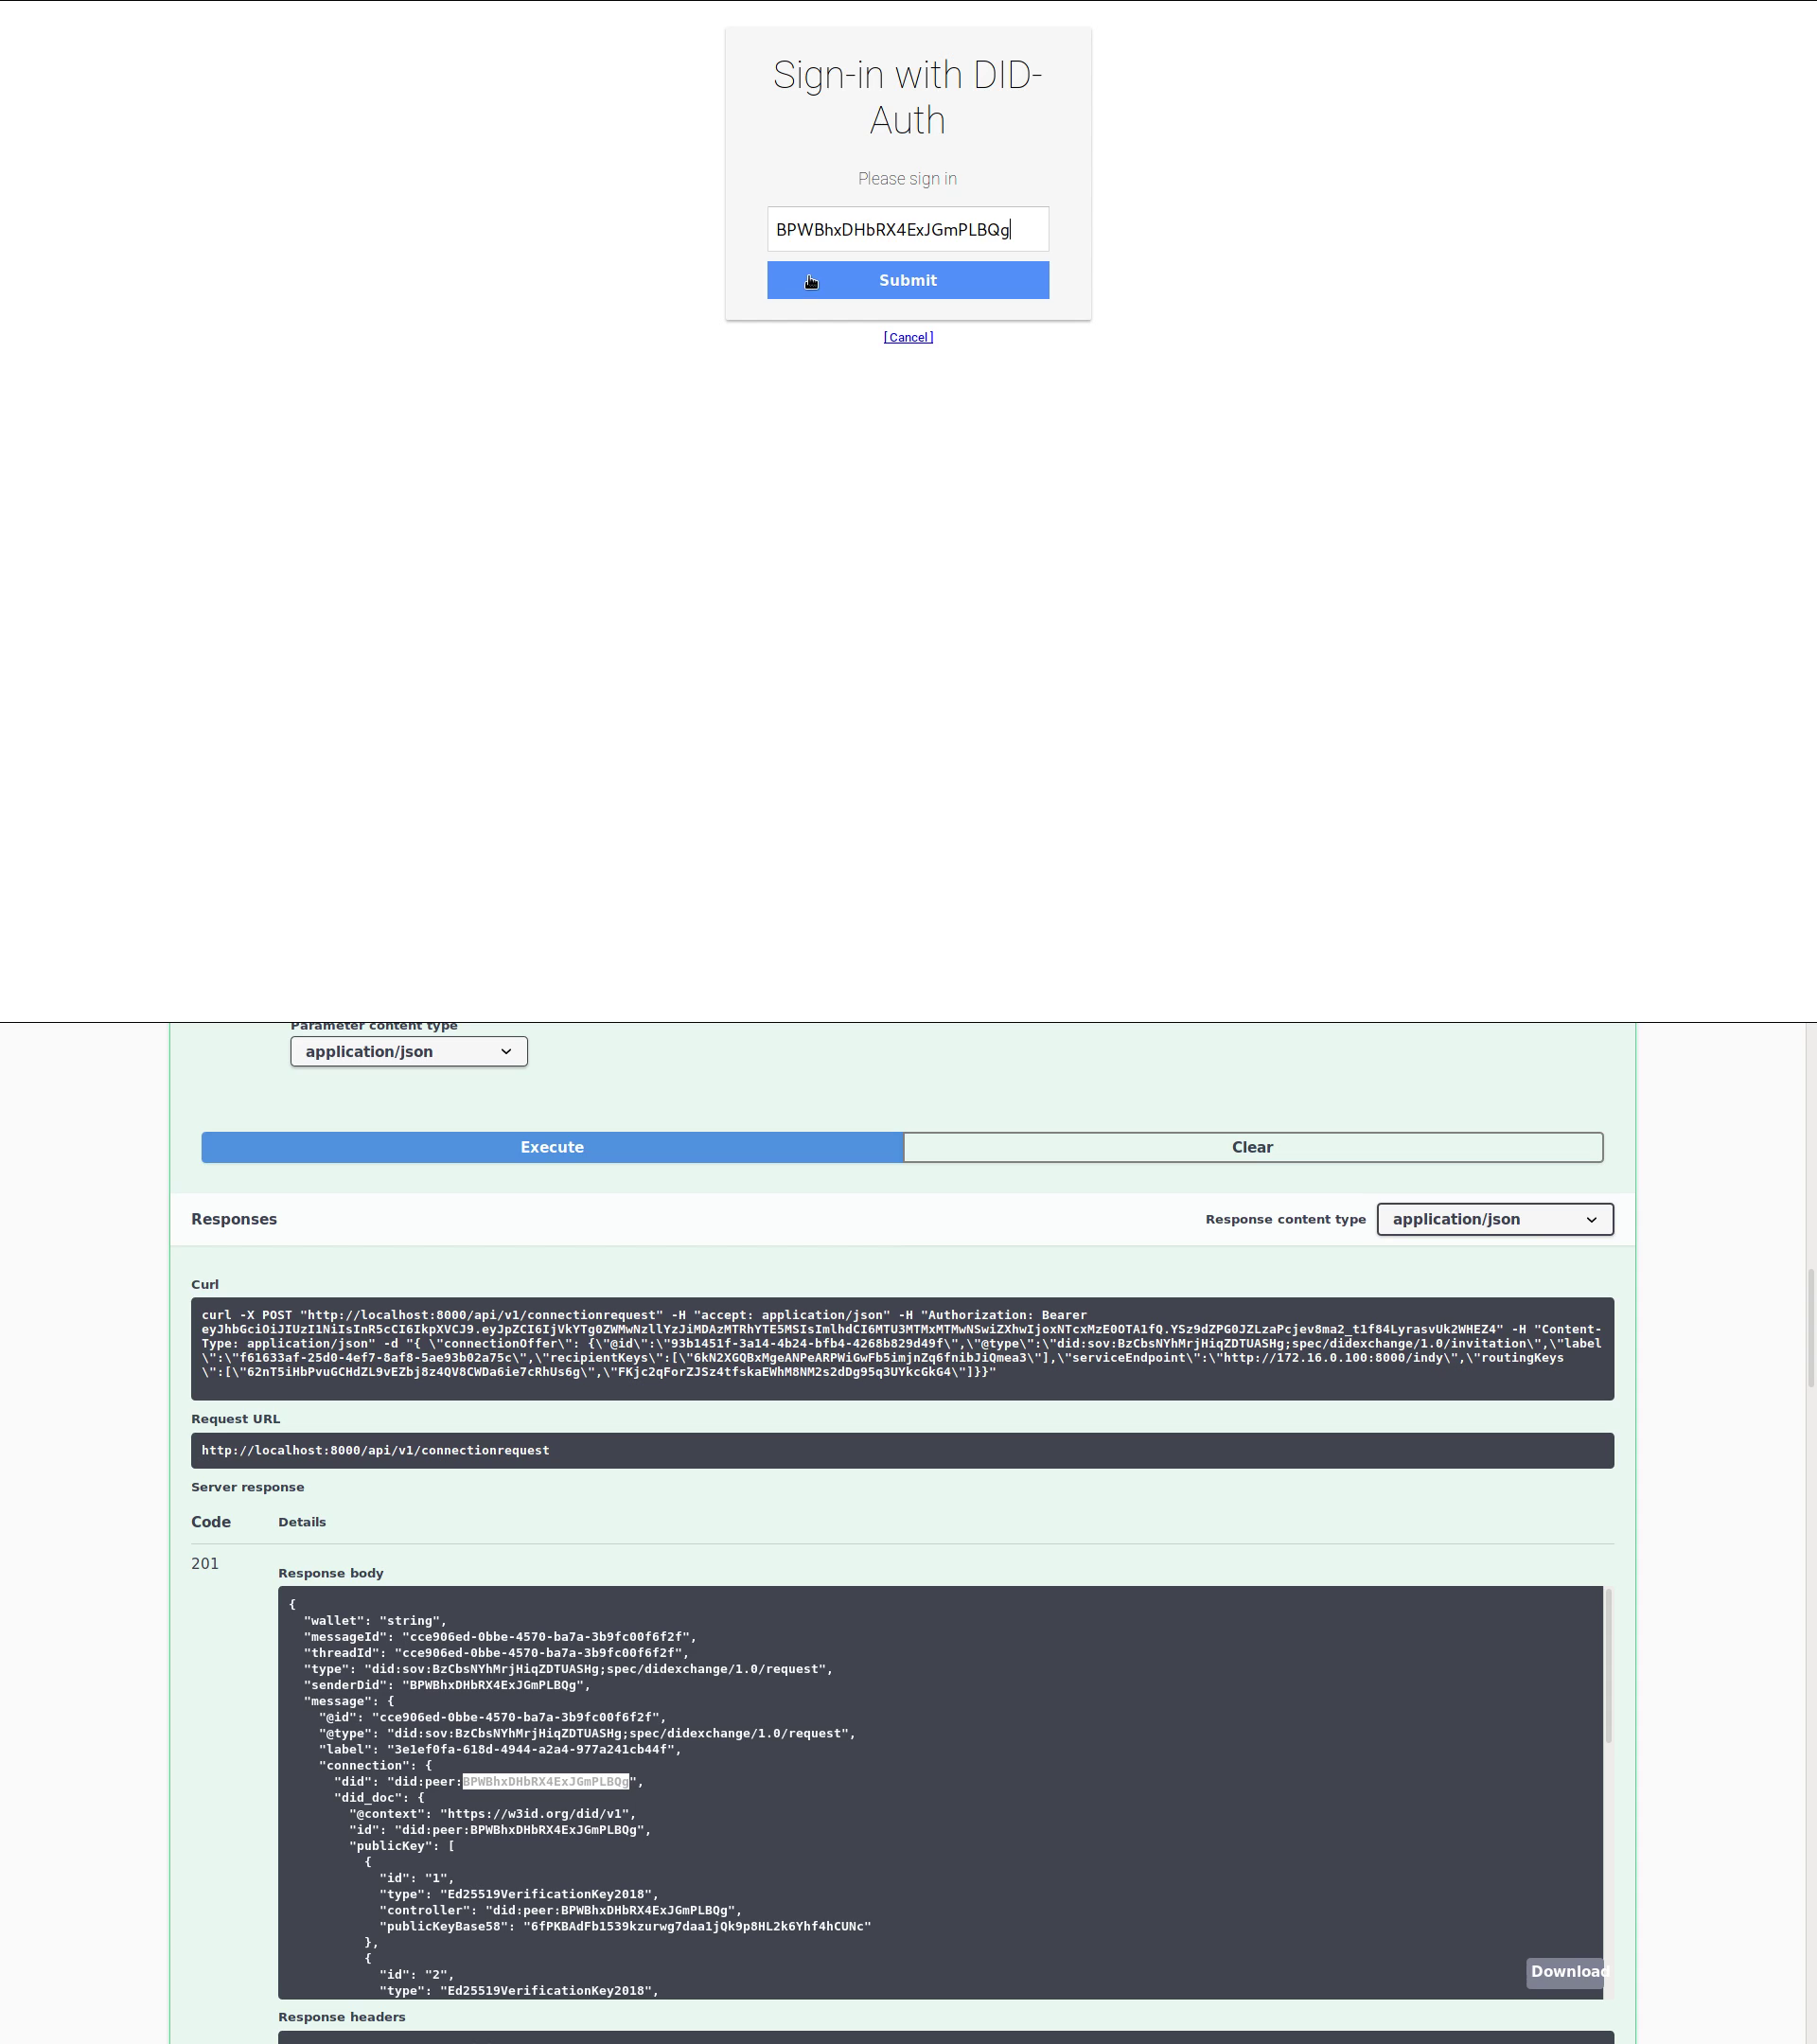 Sign-in with DID-
Auth
Please sign in
BPWBhxDHbRX4ExJGmPLBQg
Submit
[ Cancel ]
Parameter content type
application/json
Execute
Clear
Responses
Response content type
application/json
Curl
curl -X POST "http://localhost:8000/api/v1/connectionrequest" -H "accept: application/json" -H "Authorization: Bearer
eyJhbGciOiJIUzI1NiIsInR5cCI6IkpXVCJ9.eyJpZCI6IjVkYTg0ZWMwNzllYzJiMDAzMTRhYTE5MSIsImlhdCI6MTU3MTMxMTMwNSwiZXhwIjoxNTcxMzE0OTA1fQ.YSz9dZPG0JZLzaPcjev8ma2_t1f84LyrasvUk2WHEZ4" -H "Content-
Type: application/json" -d "{ \"connectionOffer\": {\"@id\":\"93b1451f-3a14-4b24-bfb4-4268b829d49f\",\"@type\":\"did:sov:BzCbsNYhMrjHiqZDTUASHg;spec/didexchange/1.0/invitation\",\"label
\":\"f61633af-25d0-4ef7-8af8-5ae93b02a75c\",\"recipientKeys\":[\"6kN2XGQBxMgeANPeARPWiGwFb5imjnZq6fnibJiQmea3\"],\"serviceEndpoint\":\"http://172.16.0.100:8000/indy\",\"routingKeys
\":[\"62nT5iHbPvuGCHdZL9vEZbj8z4QV8CWDa6ie7cRhUs6g\",\"FKjc2qForZJSz4tfskaEWhM8NM2s2dDg95q3UYkcGkG4\"]}}"
Request URL
http://localhost:8000/api/v1/connectionrequest
Server response
Code
Details
201
Response body
{
"wallet": "string",
"messageId": "cce906ed-0bbe-4570-ba7a-3b9fc00f6f2f",
"threadId": "cce906ed-0bbe-4570-ba7a-3b9fc00f6f2f",
"type": "did:sov:BzCbsNYhMrjHiqZDTUASHg;spec/didexchange/1.0/request",
"senderDid": "BPWBhxDHbRX4ExJGmPLBQg",
"message": {
"@id": "cce906ed-0bbe-4570-ba7a-3b9fc00f6f2f",
"@type": "did:sov:BzCbsNYhMrjHiqZDTUASHg;spec/didexchange/1.0/request",
"label": "3e1ef0fa-618d-4944-a2a4-977a241cb44f",
"connection": {
"did": "did:peer:BPWBhxDHbRX4ExJGmPLBQg",
"did_doc": {
"@context": "https://w3id.org/did/v1",
"id": "did:peer:BPWBhxDHbRX4ExJGmPLBQg",
"publicKey": [
{
"id": "1",
"type": "Ed25519VerificationKey2018",
"controller": "did:peer:BPWBhxDHbRX4ExJGmPLBQg",
"publicKeyBase58": "6fPKBAdFb1539kzurwg7daa1jQk9p8HL2k6Yhf4hCUNc"
},
{
"id": "2",
"type": "Ed25519VerificationKey2018",
Download
Response headers